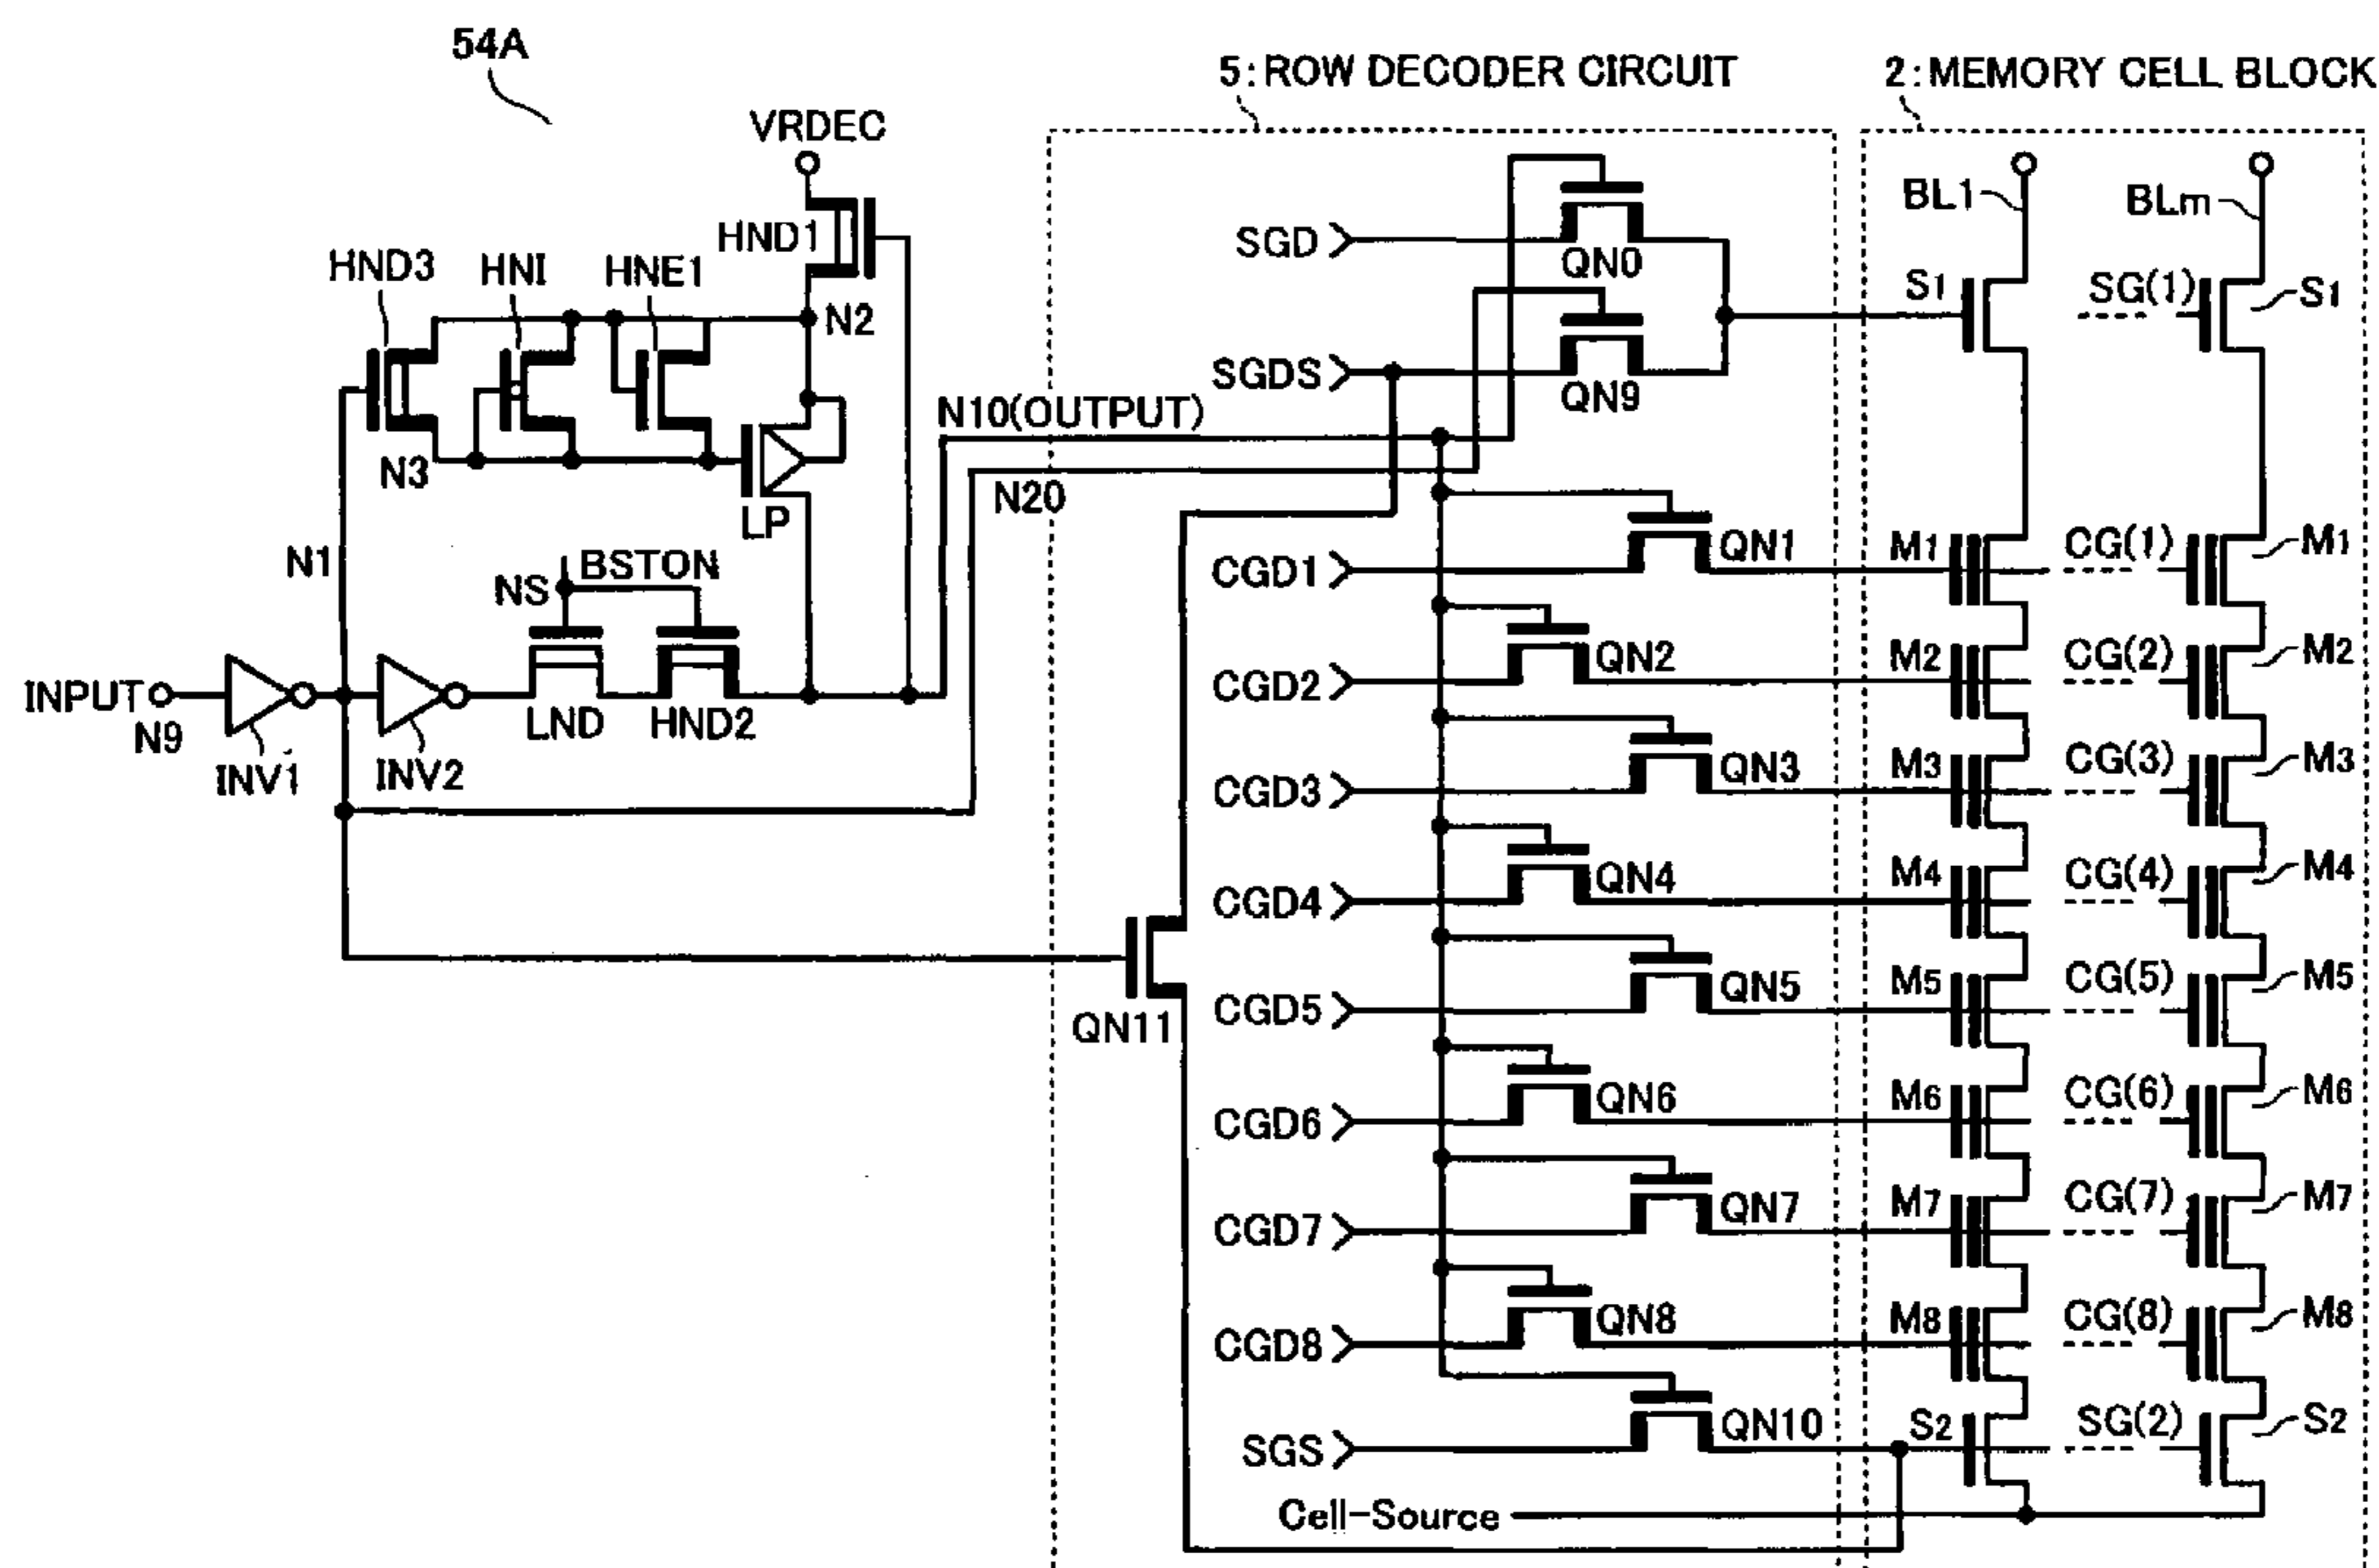 54A
5:ROW DECODER CIRCUIT
2:MEMORY CELL BLOCK
VRDEC
HND1
HND3
HNI
HNE1
N2
N3
LP
N1
NS
BSTON
INPUT
N9
INV1
INV2
LND
HND2
N10(OUTPUT)
N20
SGD
QN0
SGDS
QN9
CGD1
QN1
CGD2
QN2
CGD3
QN3
CGD4
QN4
CGD5
QN5
CGD6
QN6
CGD7
QN7
CGD8
QN8
SGS
QN10
QN11
Cell-Source
BL1
BLm
S1
SG(1)
S1
M1
CG(1)
M1
M2
CG(2)
M2
M3
CG(3)
M3
M4
CG(4)
M4
M5
CG(5)
M5
M6
CG(6)
M6
M7
CG(7)
M7
M8
CG(8)
M8
S2
SG(2)
S2